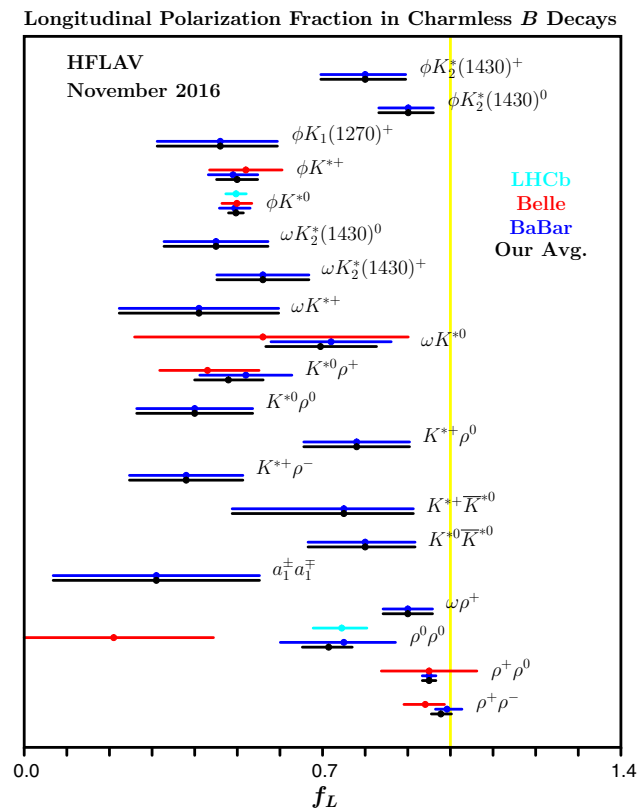 Longitudinal Polarization Fraction in Charmless B Decays
HFLAV
November 2016
ϕK₂*(1430)⁺
ϕK₂*(1430)⁰
ϕK₁(1270)⁺
ϕK*⁺
ϕK*⁰
LHCb
Belle
BaBar
Our Avg.
ωK₂*(1430)⁰
ωK₂*(1430)⁺
ωK*⁺
ωK*⁰
K*⁰ρ⁺
K*⁰ρ⁰
K*⁺ρ⁰
K*⁺ρ⁻
K*⁺K̅*⁰
K*⁰K̅*⁰
a₁^±a₁^∓
ωρ⁺
ρ⁰ρ⁰
ρ⁺ρ⁰
ρ⁺ρ⁻
0.0 0.7 1.4
f_L